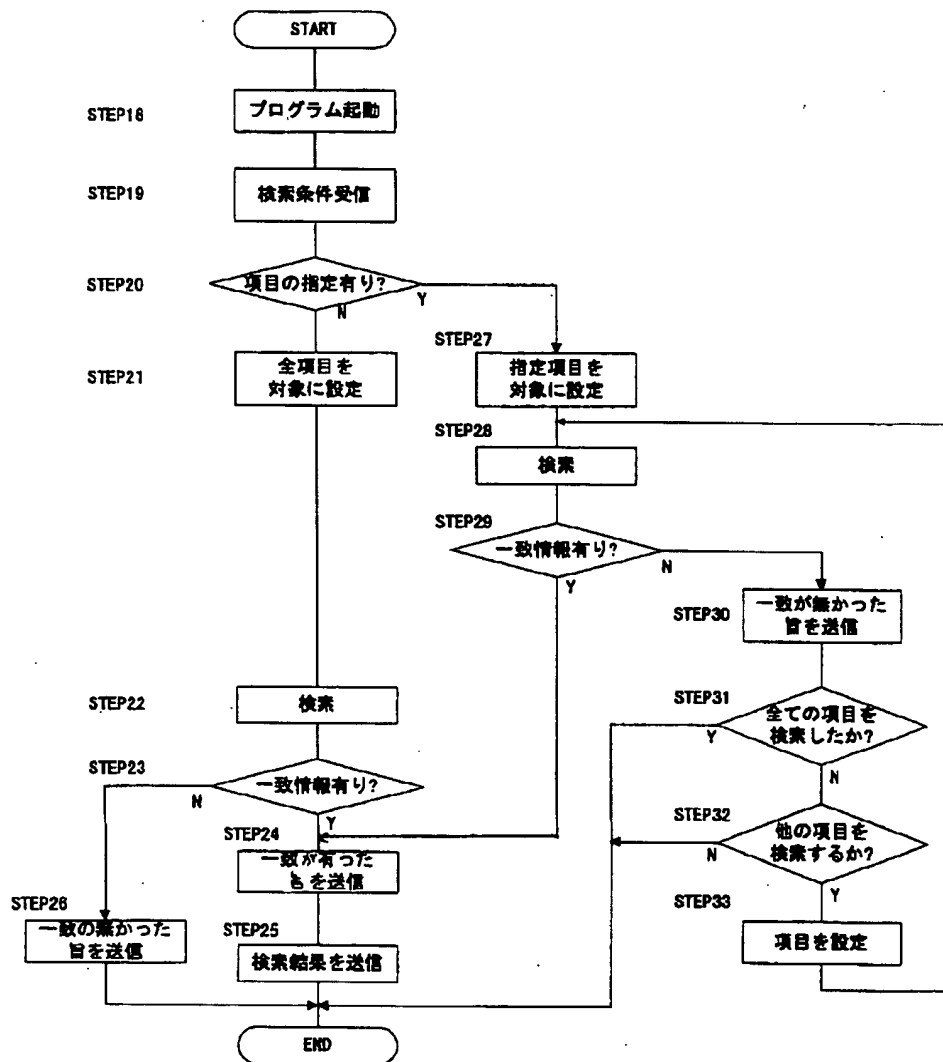 START
STEP18
プログラム起動
STEP19
検索条件受信
STEP20
項目の指定有り?
Y
N
STEP21
全項目を
対象に設定
STEP27
指定項目を
対象に設定
STEP28
検索
STEP29
一致情報有り?
N
Y
STEP30
一致が無かった
旨を送信
STEP31
全ての項目を
検索したか?
Y
N
STEP22
検索
STEP23
一致情報有り?
N
Y
STEP32
他の項目を
検索するか?
N
Y
STEP24
一致が有った
旨を送信
STEP33
項目を設定
STEP26
一致の無かった
旨を送信
STEP25
検索結果を送信
END